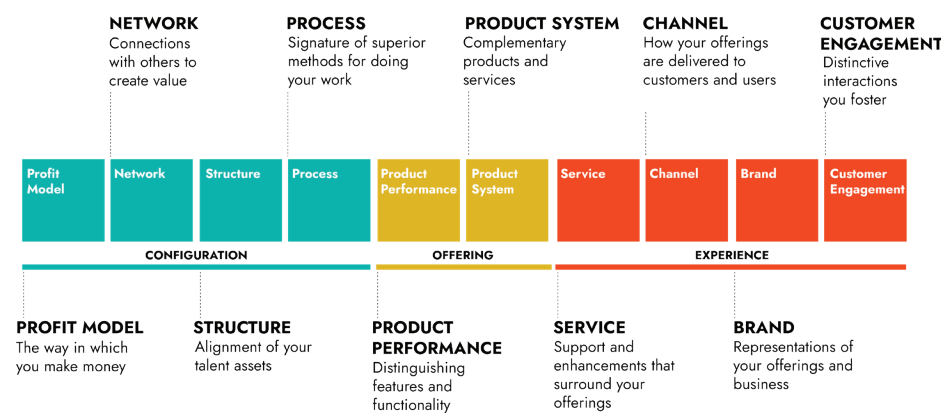 NETWORK
Connections
with others to
create value
PROCESS
Signature of superior
methods for doing
your work
PRODUCT SYSTEM
Complementary
products and
services
CHANNEL
How your offerings
are delivered to
customers and users
CUSTOMER
ENGAGEMENT
Distinctive
interactions
you foster
Profit
Model
Network
Structure
Process
Product
Performance
Product
System
Service
Channel
Brand
Customer
Engagement
CONFIGURATION
OFFERING
EXPERIENCE
PROFIT MODEL
The way in which
you make money
STRUCTURE
Alignment of your
talent assets
PRODUCT
PERFORMANCE
Distinguishing
features and
functionality
SERVICE
Support and
enhancements that
surround your
offerings
BRAND
Representations of
your offerings and
business